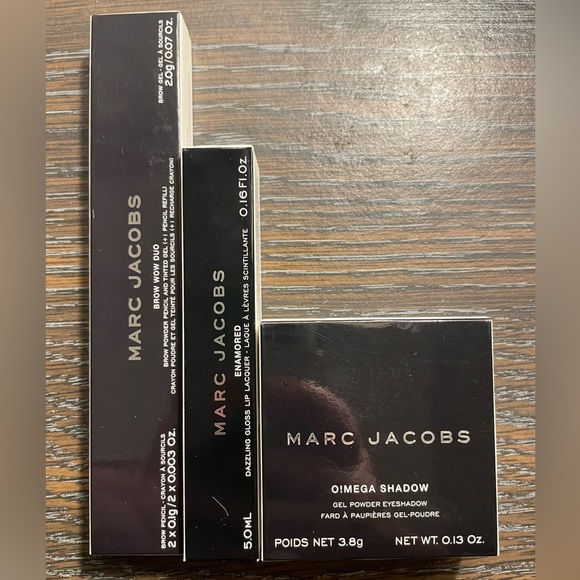 MARC JACOBS
BROW WOW DUO
BROW POWDER PENCIL AND TINTED GEL (+1 PENCIL REFILL)
CRAYON POUDRE ET GEL TEINTÉ POUR LES SOURCILS (+1 RECHARGE CRAYON)
BROW PENCIL - CRAYON À SOURCILS
2 x 0.1g/2 x 0.003 Oz.
BROW GEL - GEL À SOURCILS
2.0g/0.07 Oz.
MARC JACOBS
ENAMORED
DAZZLING GLOSS LIP LACQUER - LAQUE À LÈVRES SCINTILLANTE
5.0mL
0.16 Fl.Oz.
MARC JACOBS
O!MEGA SHADOW
GEL POWDER EYESHADOW
FARD À PAUPIÈRES GEL-POUDRE
POIDS NET 3.8g NET WT. 0.13 Oz.